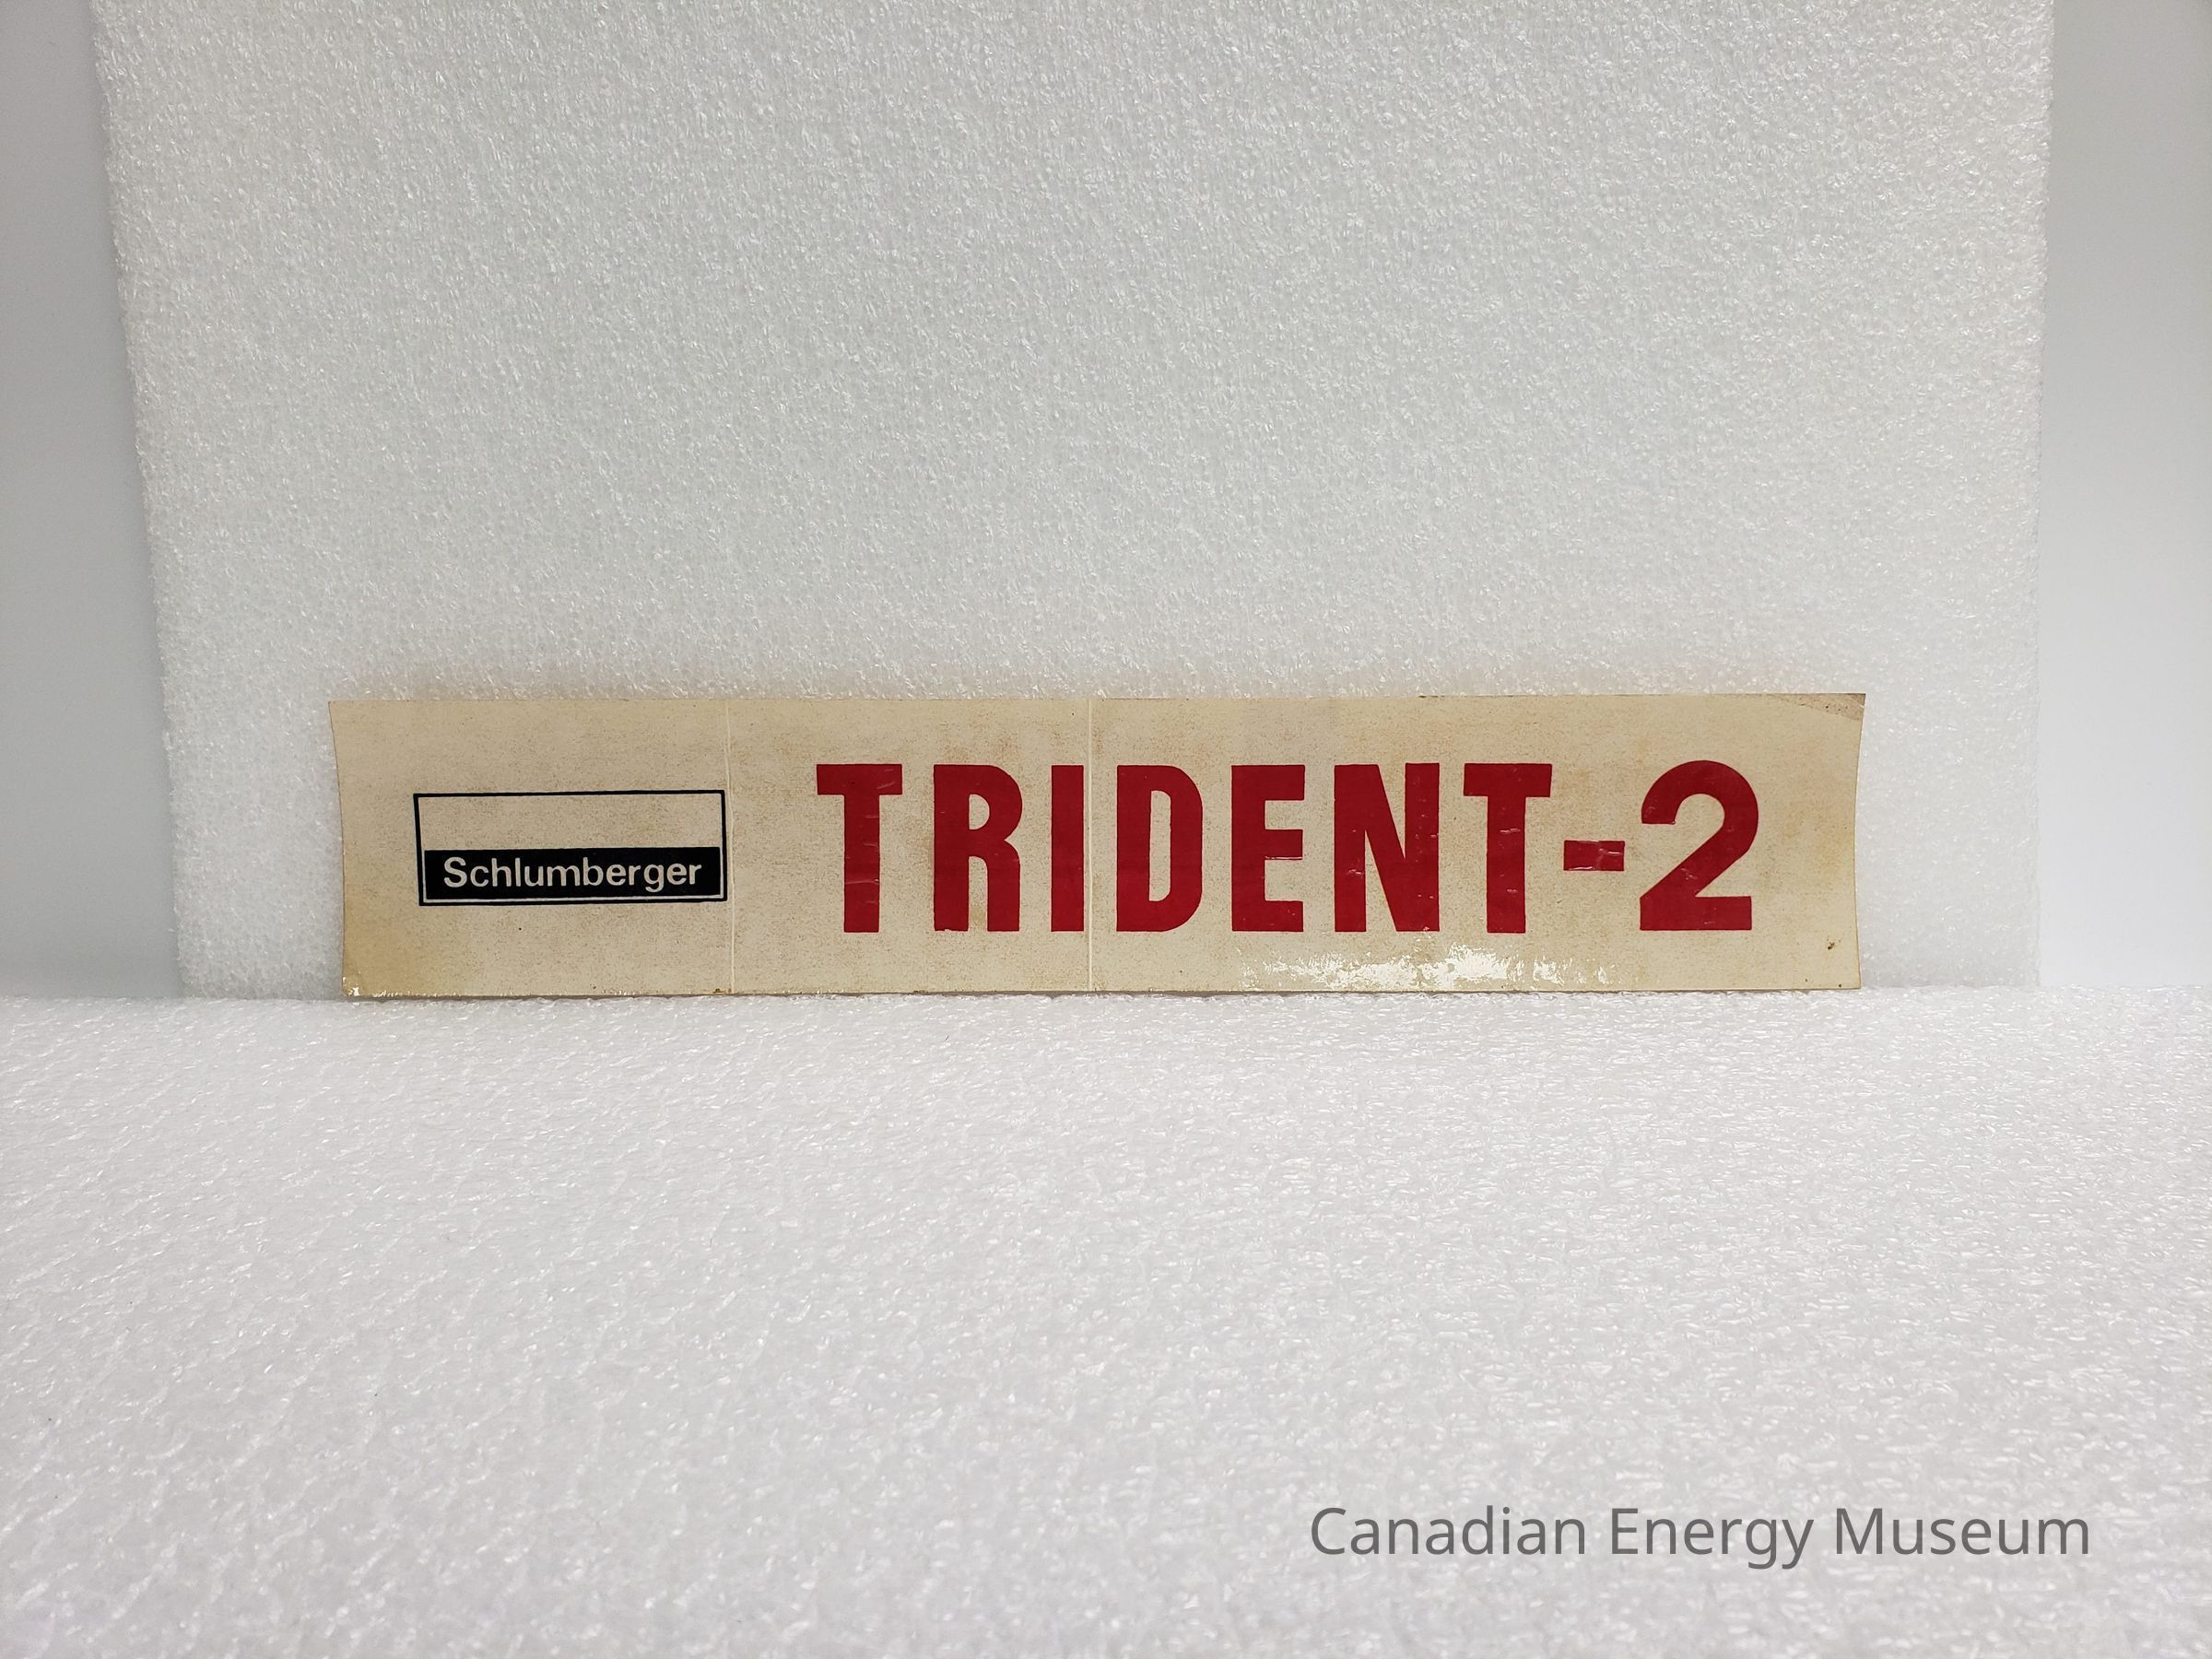 Schlumberger TRIDENT-2
Canadian Energy Museum